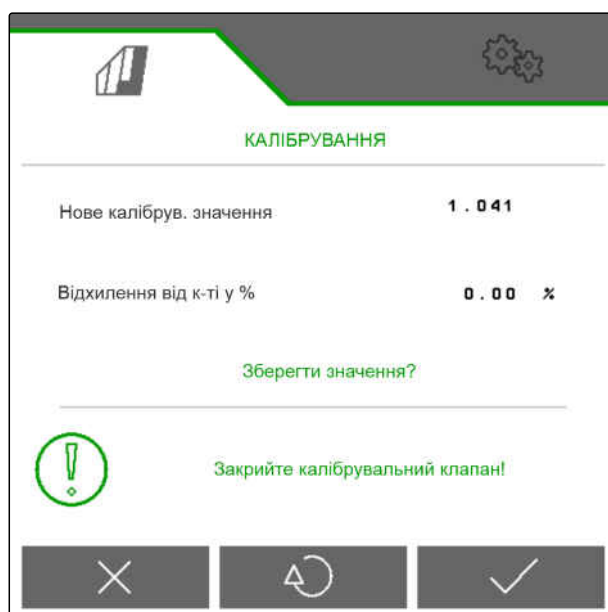 КАЛІБРУВАННЯ
Нове калібрув. значення 1.041
Відхилення від к-ті у % 0.00 %
Зберегти значення?
Закрийте калібрувальний клапан!